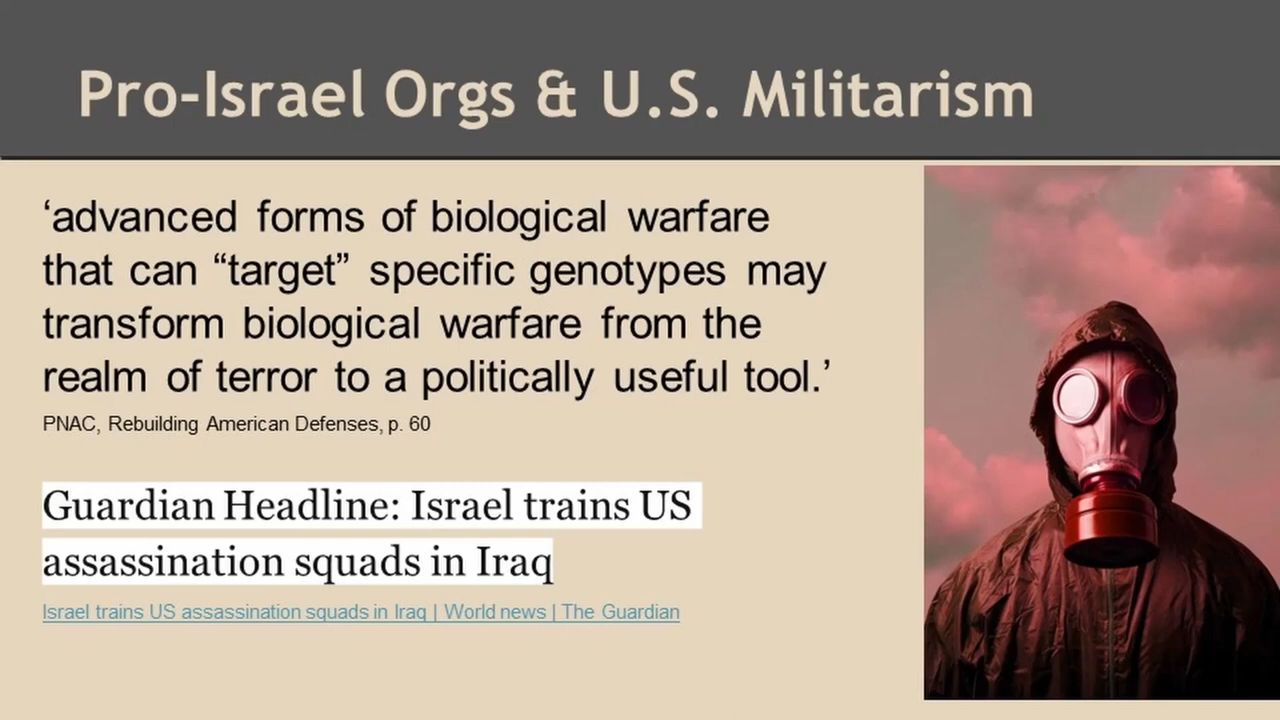 Pro-Israel Orgs & U.S. Militarism
‘advanced forms of biological warfare
that can “target” specific genotypes may
transform biological warfare from the
realm of terror to a politically useful tool.’
PNAC, Rebuilding American Defenses, p. 60
Guardian Headline: Israel trains US
assassination squads in Iraq
Israel trains US assassination squads in Iraq | World news | The Guardian